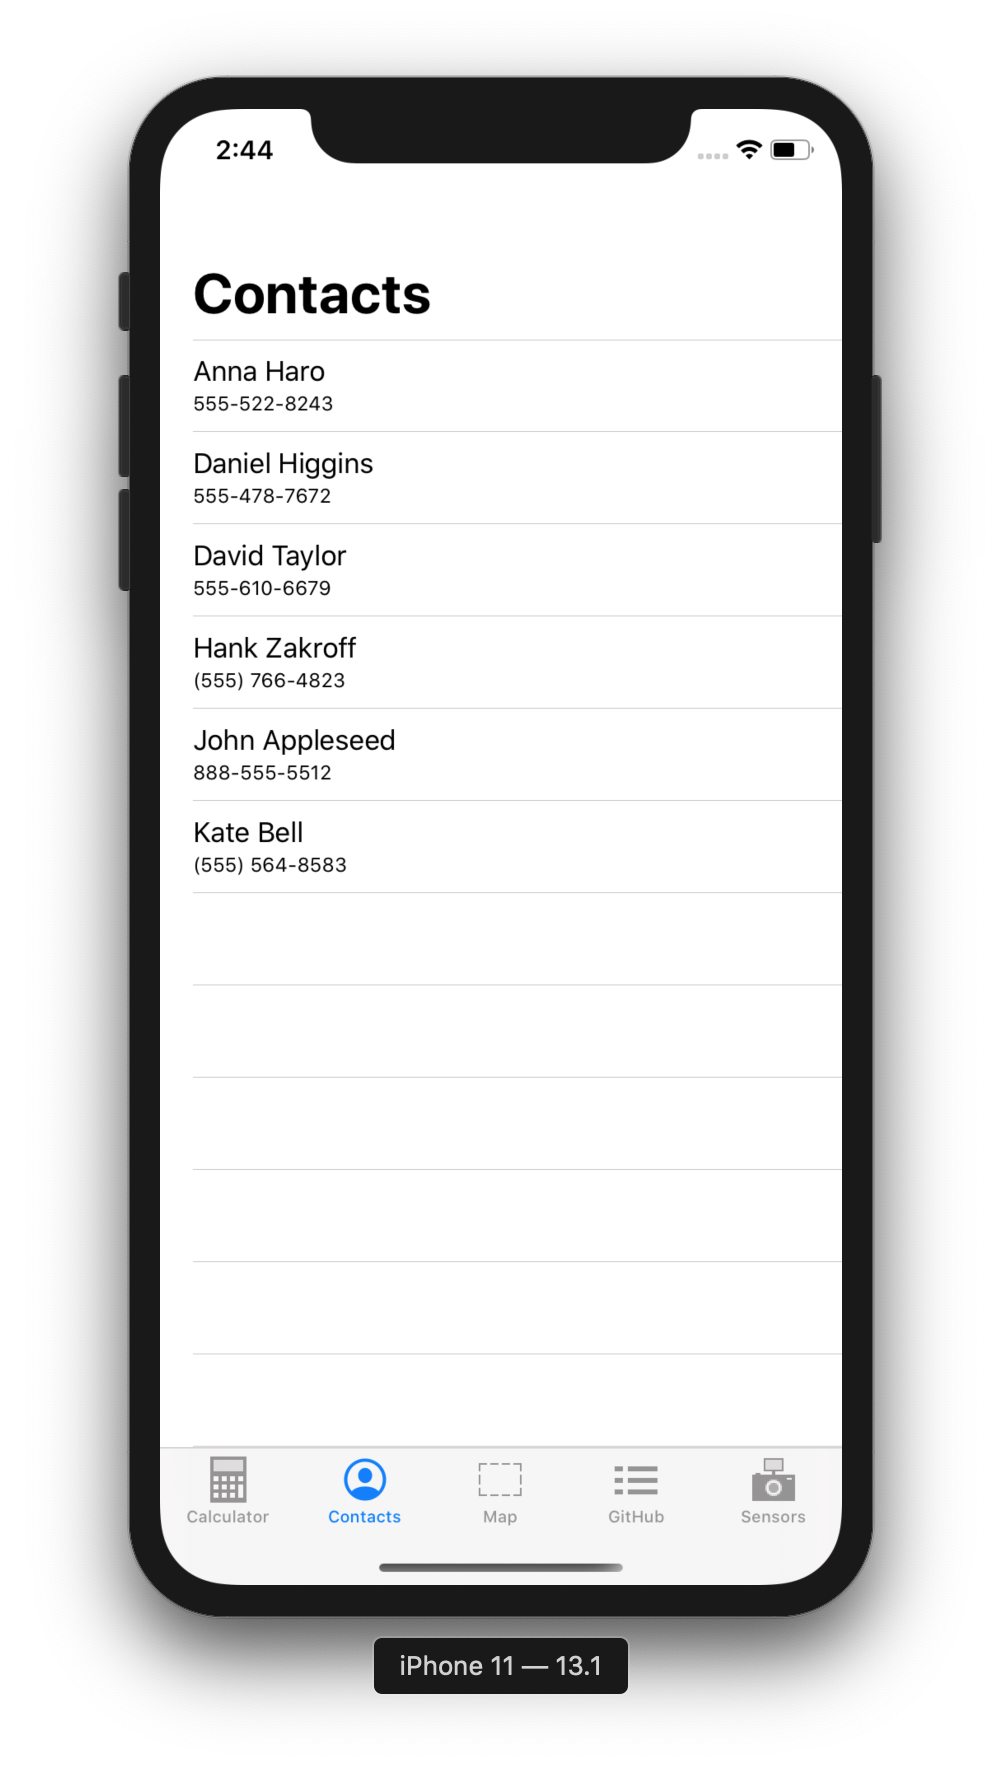 2:44
Contacts
Anna Haro
555-522-8243
Daniel Higgins
555-478-7672
David Taylor
555-610-6679
Hank Zakroff
(555) 766-4823
John Appleseed
888-555-5512
Kate Bell
(555) 564-8583
Calculator Contacts Map GitHub Sensors
iPhone 11 — 13.1